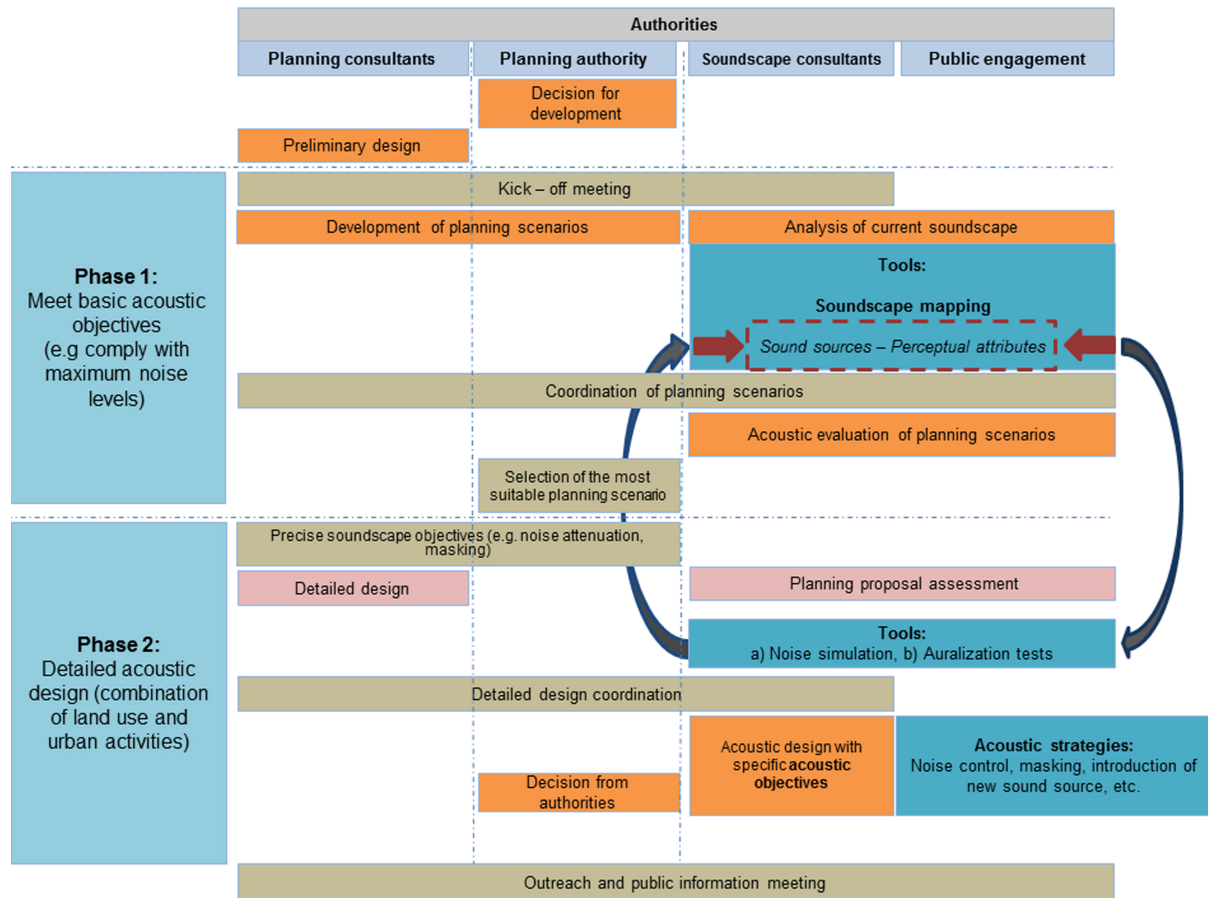 Authorities
Planning consultants
Planning authority
Soundscape consultants
Public engagement
Decision for
development
Preliminary design
Phase 1:
Meet basic acoustic
objectives
(e.g comply with
maximum noise
levels)
Kick – off meeting
Development of planning scenarios
Analysis of current soundscape
Tools:
Soundscape mapping
Sound sources – Perceptual attributes
Coordination of planning scenarios
Acoustic evaluation of planning scenarios
Selection of the most
suitable planning scenario
Phase 2:
Detailed acoustic
design (combination
of land use and
urban activities)
Precise soundscape objectives (e.g. noise attenuation,
masking)
Detailed design
Planning proposal assessment
Tools:
a) Noise simulation, b) Auralization tests
Detailed design coordination
Acoustic design with
specific acoustic
objectives
Acoustic strategies:
Noise control, masking, introduction of
new sound source, etc.
Decision from
authorities
Outreach and public information meeting